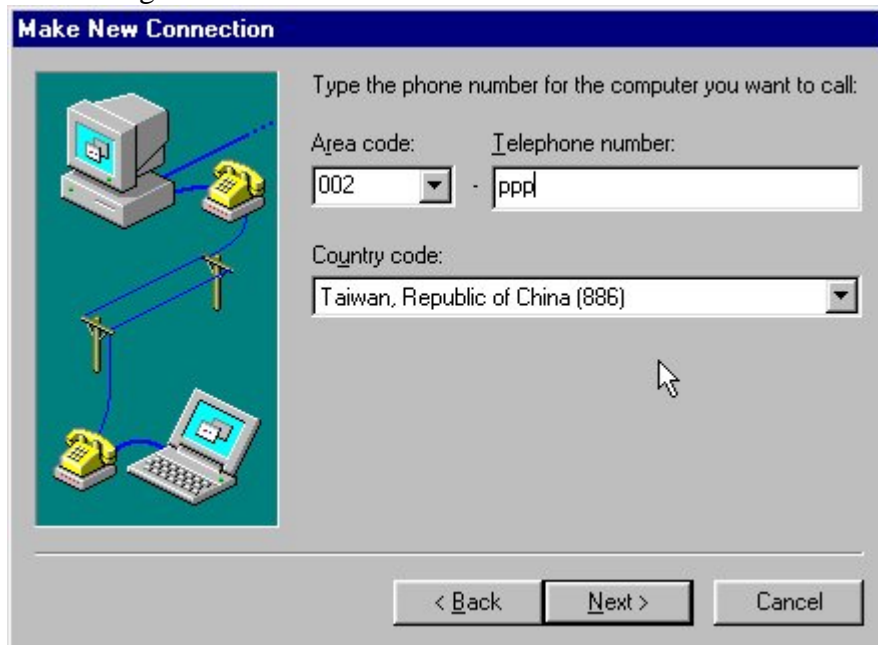 Make New Connection
Type the phone number for the computer you want to call:
Area code: Telephone number:
002 - ppp
Country code:
Taiwan, Republic of China (886)
< Back Next > Cancel